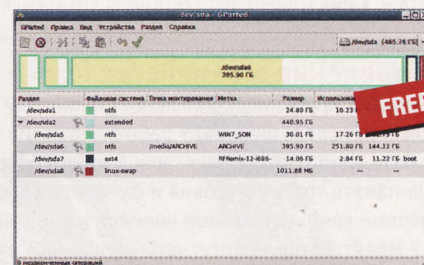 /dev/sda - GParted
GParted Правка Вид Устройства Раздел Справка
/dev/sda (465.76 ГБ)
/dev/sda6
395.90 ГБ
Раздел Файловая система Точка монтирования Метка Размер
/dev/sda1 ntfs 24.80 ГБ 10.23
/dev/sda2 extended 440.95 ГБ
/dev/sda5 ntfs WIN7_SON 30.01 ГБ 17.26 ГБ
/dev/sda6 ntfs /media/ARCHIVE ARCHIVE 395.90 ГБ 251.80 ГБ 144.11 ГБ
/dev/sda7 ext4 RFRemix-12-i686- 14.06 ГБ 2.84 ГБ 11.22 ГБ boot
/dev/sda8 linux-swap 1011.88 МБ --- ---
0 незаконченных операций
FREE